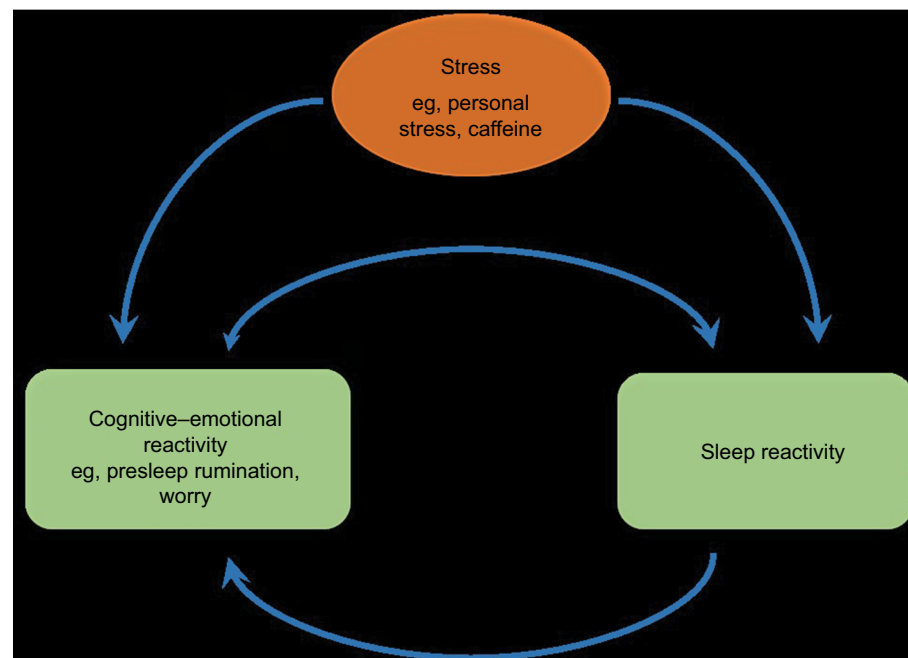 Stress
eg, personal
stress, caffeine
Cognitive–emotional
reactivity
eg, presleep rumination,
worry
Sleep reactivity